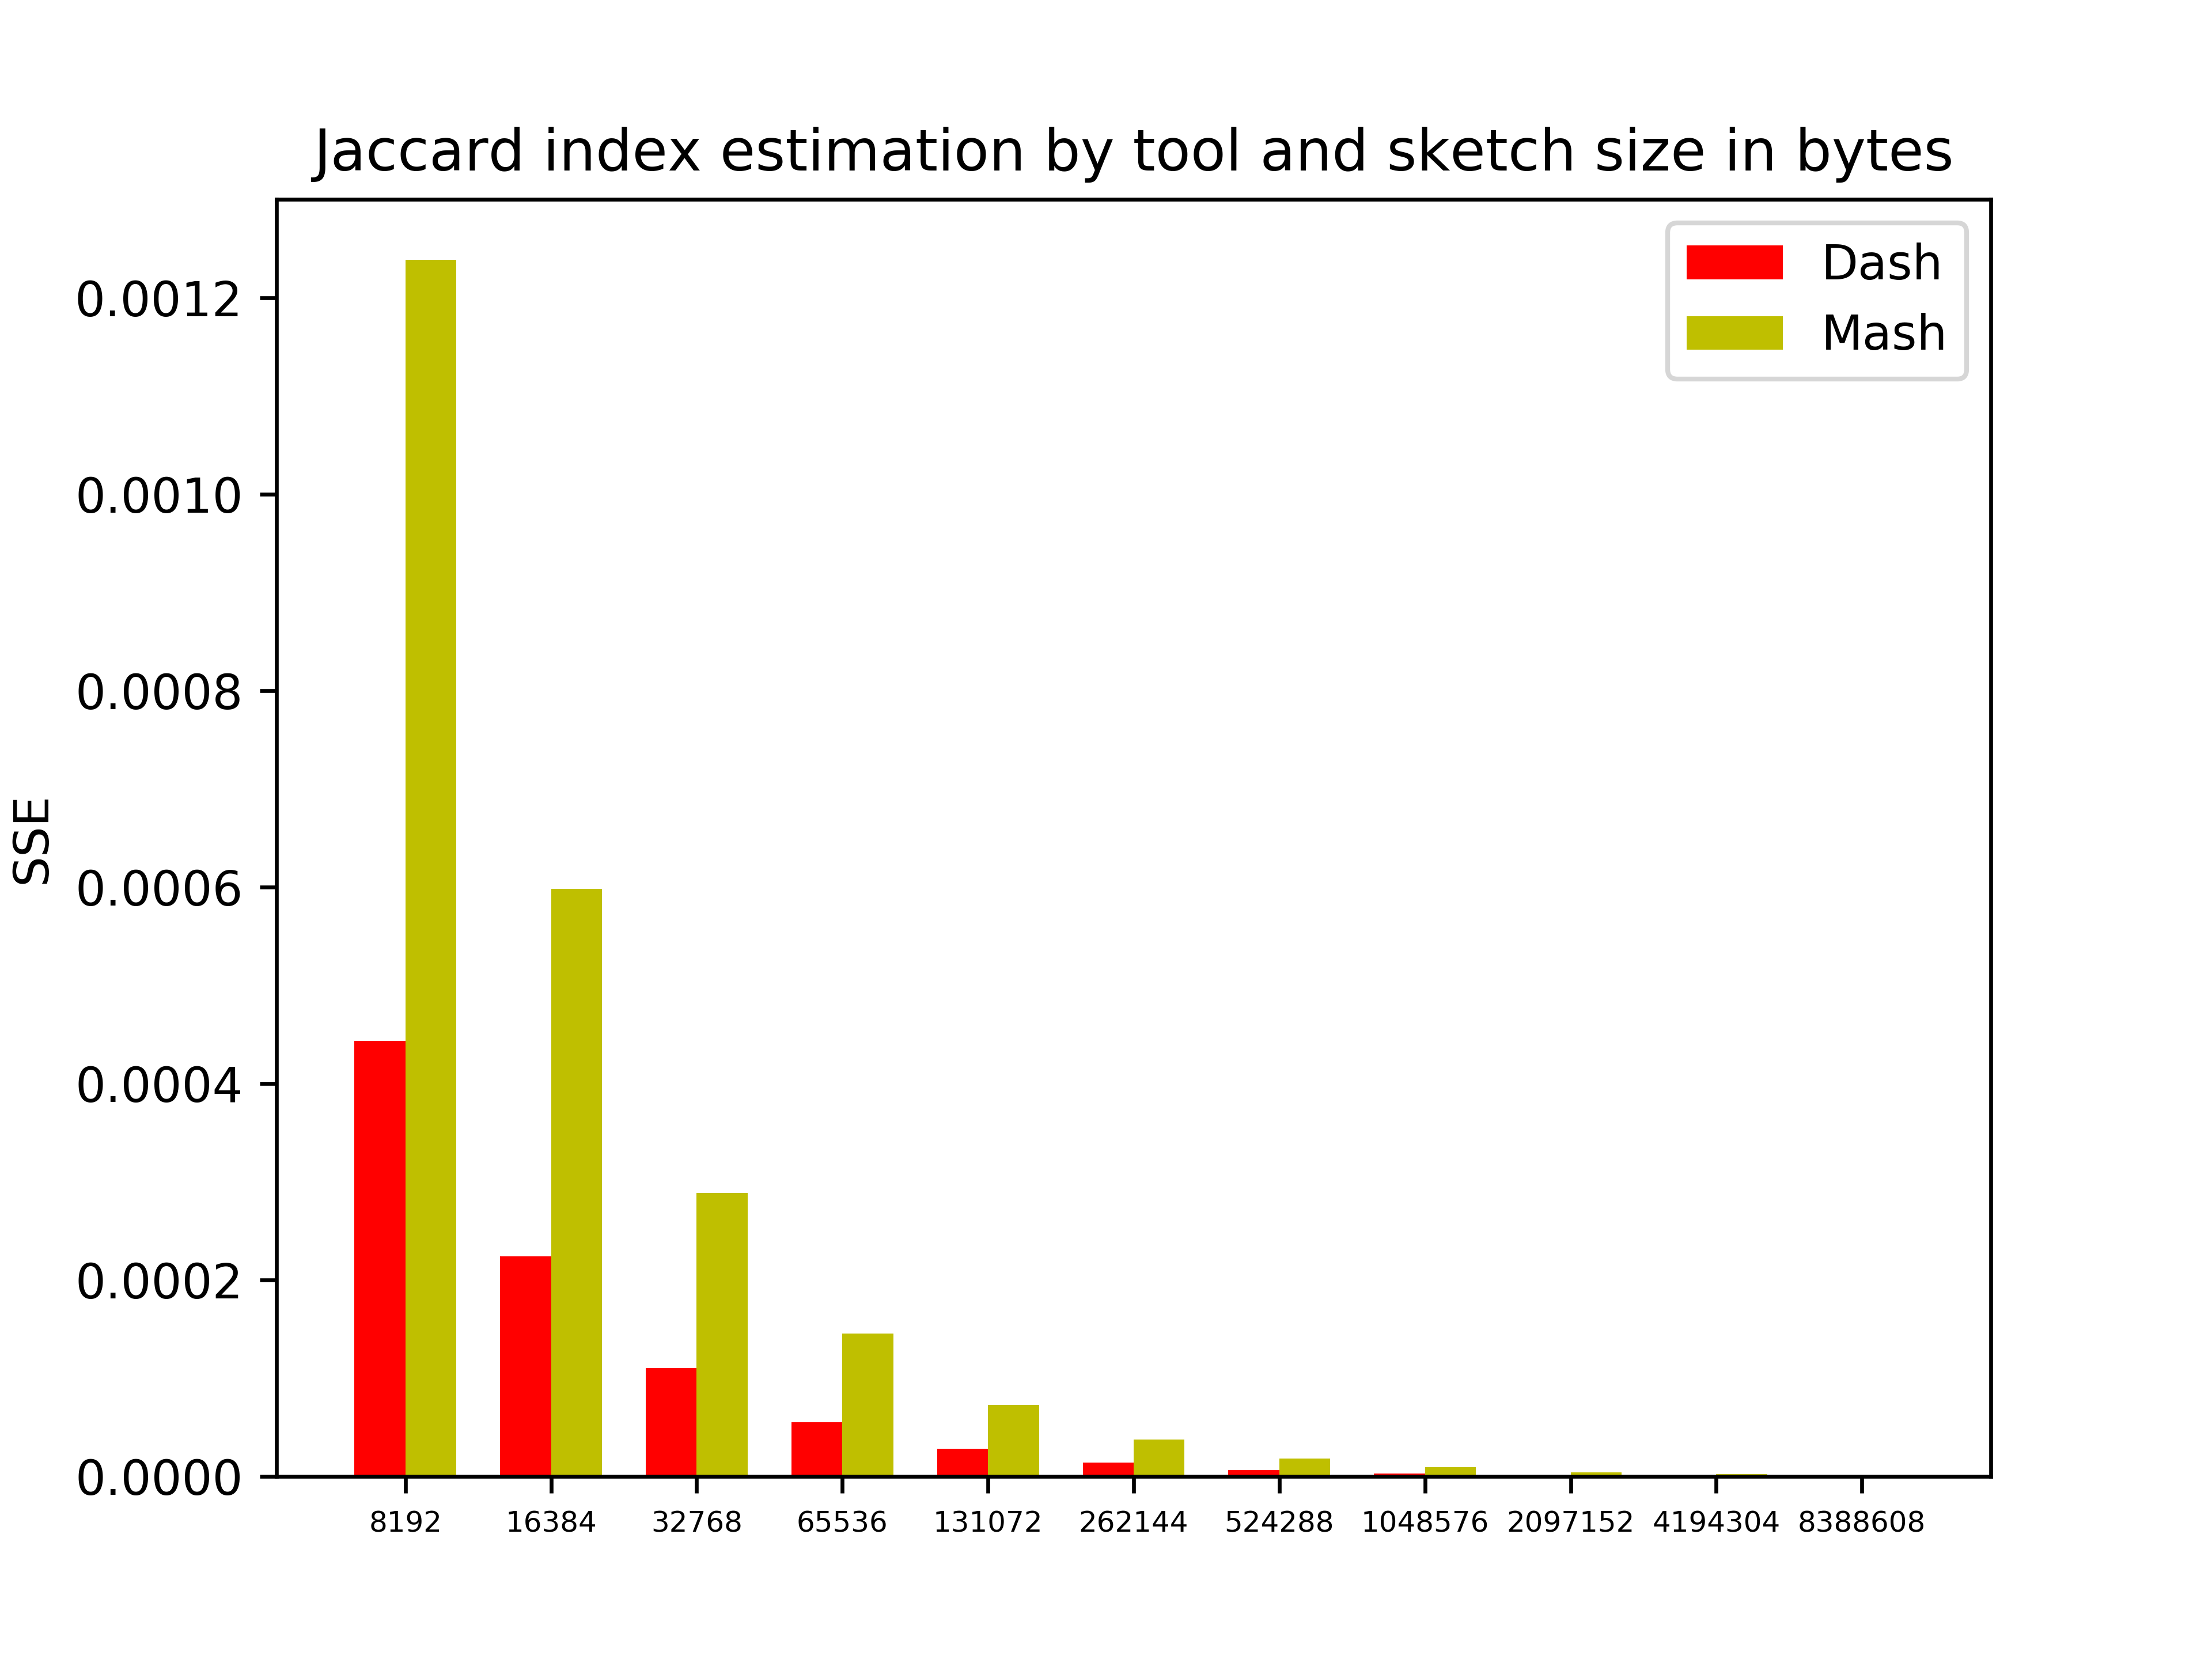 Jaccard index estimation by tool and sketch size in bytes
Dash
Mash
SSE
0.0012
0.0010
0.0008
0.0006
0.0004
0.0002
0.0000
8192 16384 32768 65536 131072 262144 524288 1048576 2097152 4194304 8388608